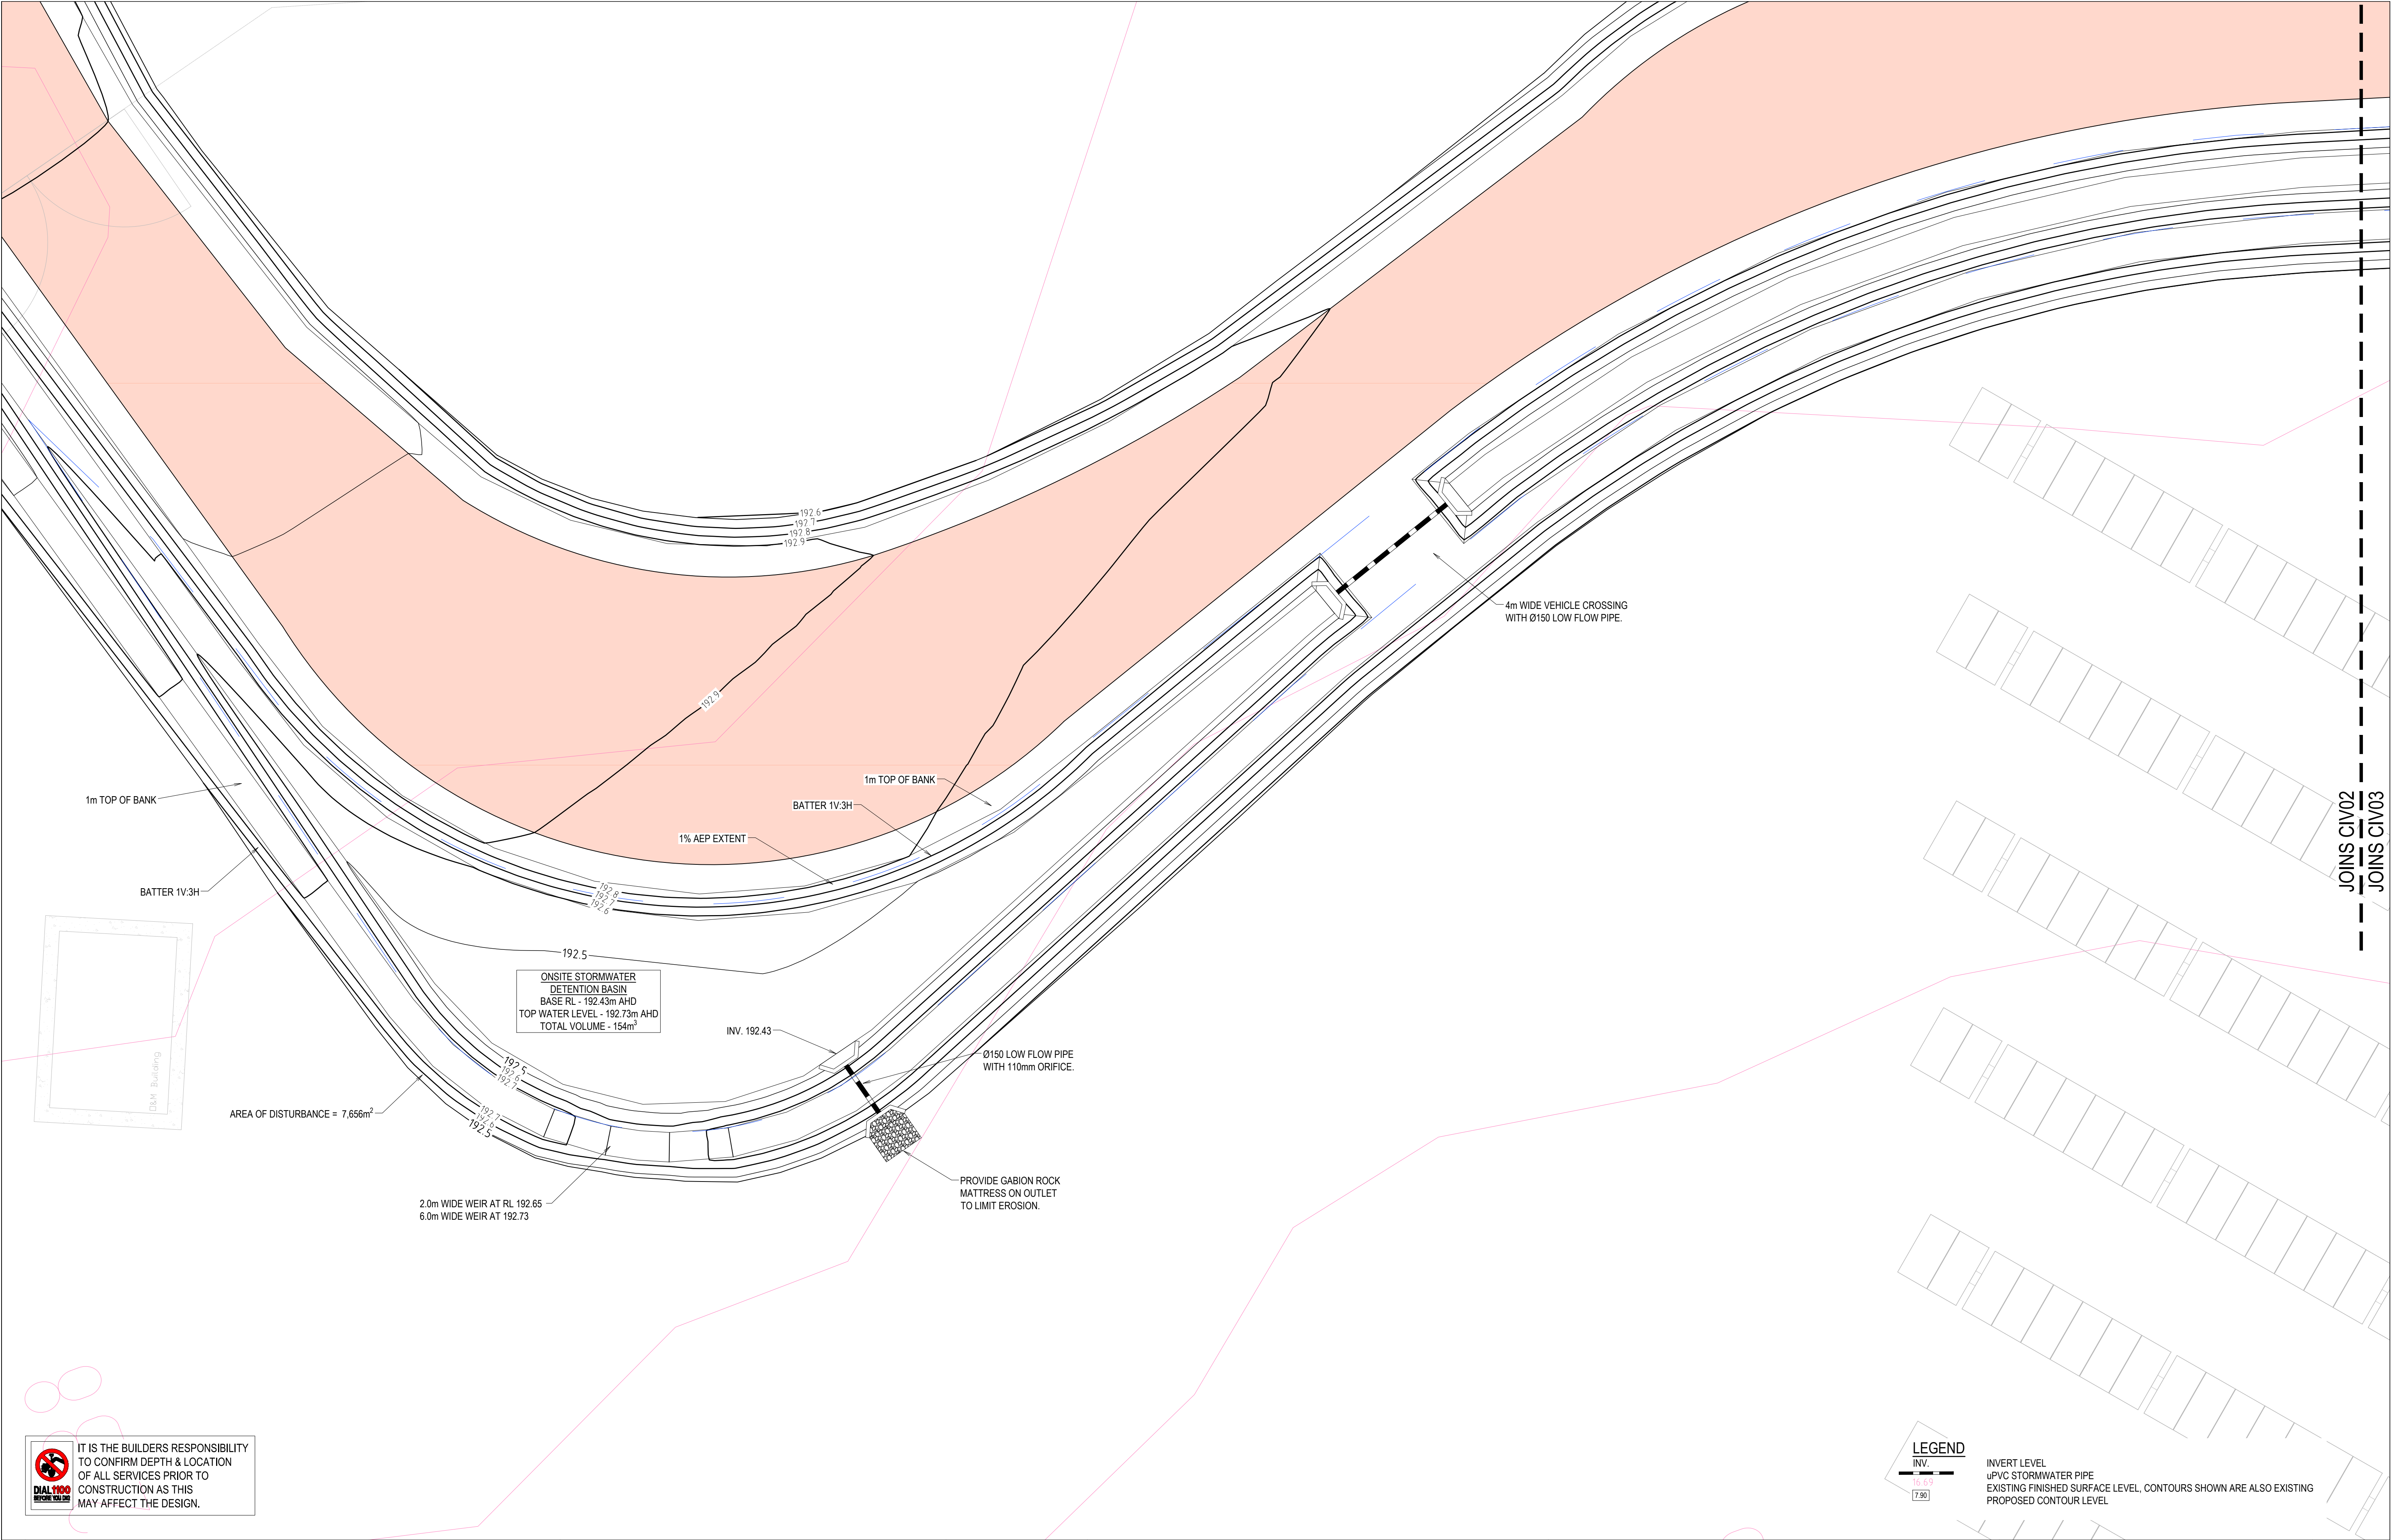 192.6
192.7
192.8
192.9
4m WIDE VEHICLE CROSSING
WITH Ø150 LOW FLOW PIPE.
192.9
1m TOP OF BANK
1m TOP OF BANK
BATTER 1V:3H
1% AEP EXTENT
BATTER 1V:3H
192.8
192.7
192.6
JOINS CIV02
JOINS CIV03
192.5
ONSITE STORMWATER
DETENTION BASIN
BASE RL - 192.43m AHD
TOP WATER LEVEL - 192.73m AHD
TOTAL VOLUME - 154m³
INV. 192.43
Ø150 LOW FLOW PIPE
WITH 110mm ORIFICE.
192.5
192.6
192.7
O&M Building
AREA OF DISTURBANCE = 7,656m²
192.7
192.6
192.5
PROVIDE GABION ROCK
MATTRESS ON OUTLET
TO LIMIT EROSION.
2.0m WIDE WEIR AT RL 192.65
6.0m WIDE WEIR AT 192.73
IT IS THE BUILDERS RESPONSIBILITY
TO CONFIRM DEPTH & LOCATION
OF ALL SERVICES PRIOR TO
CONSTRUCTION AS THIS
MAY AFFECT THE DESIGN.
DIAL1100
BEFORE YOU DIG
LEGEND
INV. INVERT LEVEL
uPVC STORMWATER PIPE
16.69 EXISTING FINISHED SURFACE LEVEL, CONTOURS SHOWN ARE ALSO EXISTING
7.90 PROPOSED CONTOUR LEVEL